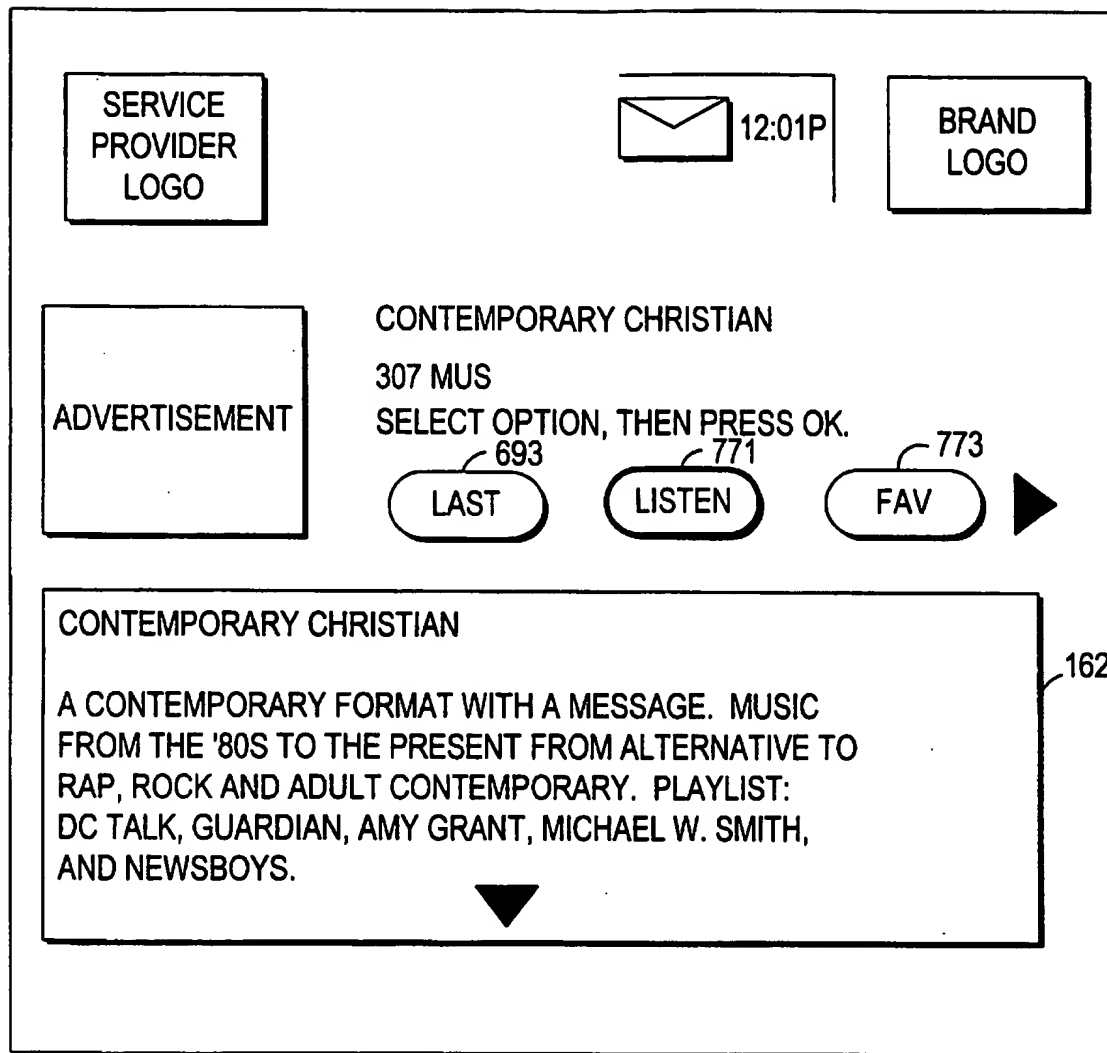 SERVICE
PROVIDER
LOGO
12:01P
BRAND
LOGO
ADVERTISEMENT
CONTEMPORARY CHRISTIAN
307 MUS
SELECT OPTION, THEN PRESS OK.
693 771 773
LAST LISTEN FAV
CONTEMPORARY CHRISTIAN
162
A CONTEMPORARY FORMAT WITH A MESSAGE. MUSIC
FROM THE '80S TO THE PRESENT FROM ALTERNATIVE TO
RAP, ROCK AND ADULT CONTEMPORARY. PLAYLIST:
DC TALK, GUARDIAN, AMY GRANT, MICHAEL W. SMITH,
AND NEWSBOYS.